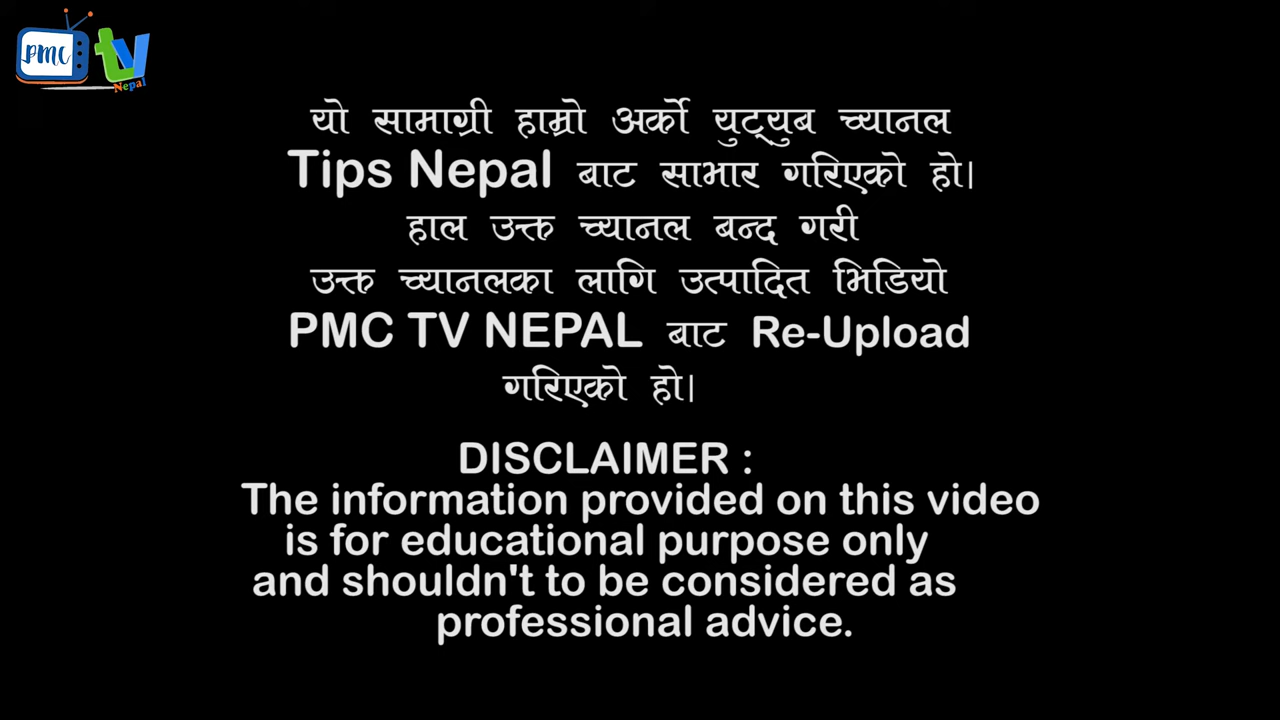 PMC tv
Nepal
यो सामाग्री हाम्रो अर्को युट्युब च्यानल
Tips Nepal बाट साभार गरिएको हो।
हाल उक्त च्यानल बन्द गरी
उक्त च्यानलका लागि उत्पादित भिडियो
PMC TV NEPAL बाट Re-Upload
गरिएको हो।
DISCLAIMER :
The information provided on this video
is for educational purpose only
and shouldn't to be considered as
professional advice.